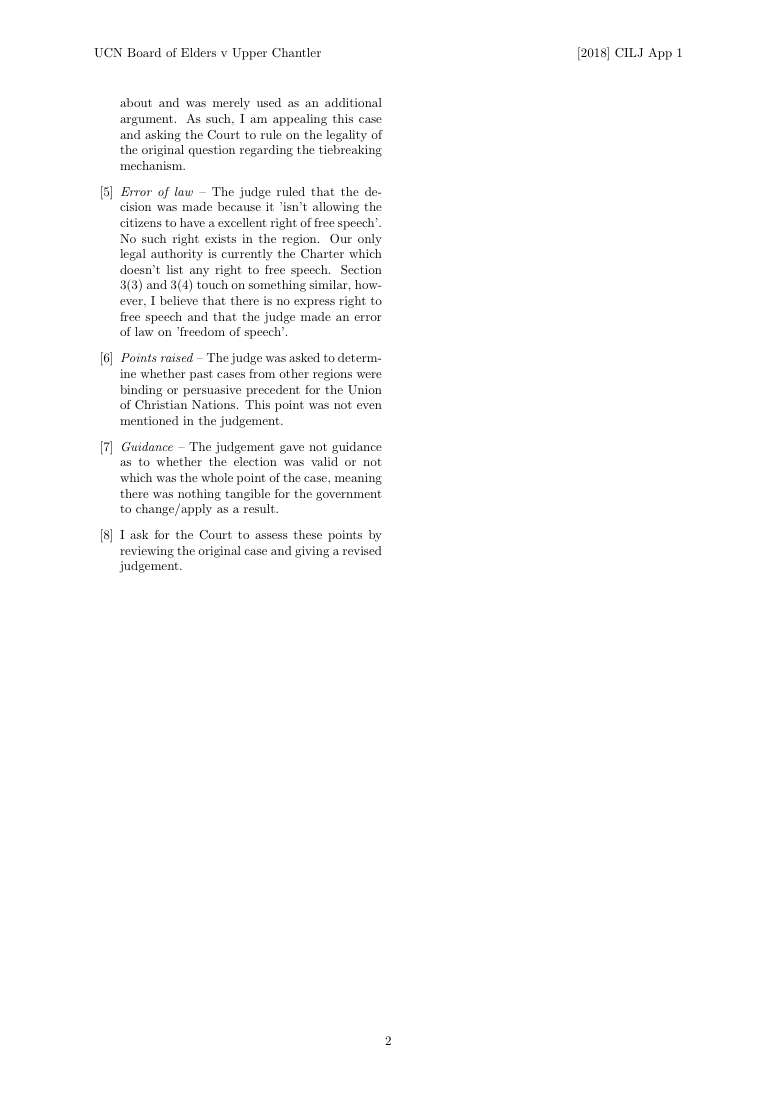 UCN Board of Elders v Upper Chantler
[2018] CILJ App 1
about and was merely used as an additional
argument. As such, I am appealing this case
and asking the Court to rule on the legality of
the original question regarding the tiebreaking
mechanism.
[5] Error of law – The judge ruled that the de-
cision was made because it 'isn't allowing the
citizens to have a excellent right of free speech'.
No such right exists in the region. Our only
legal authority is currently the Charter which
doesn't list any right to free speech. Section
3(3) and 3(4) touch on something similar, how-
ever, I believe that there is no express right to
free speech and that the judge made an error
of law on 'freedom of speech'.
[6] Points raised – The judge was asked to determ-
ine whether past cases from other regions were
binding or persuasive precedent for the Union
of Christian Nations. This point was not even
mentioned in the judgement.
[7] Guidance – The judgement gave not guidance
as to whether the election was valid or not
which was the whole point of the case, meaning
there was nothing tangible for the government
to change/apply as a result.
[8] I ask for the Court to assess these points by
reviewing the original case and giving a revised
judgement.
2